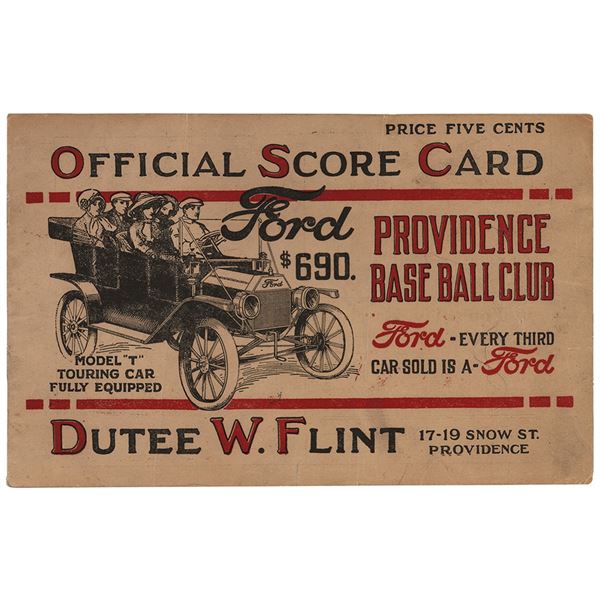 PRICE FIVE CENTS
OFFICIAL SCORE CARD
Ford
$690.
Ford
PROVIDENCE
BASE BALL CLUB
Ford - EVERY THIRD
CAR SOLD IS A - Ford
MODEL "T"
TOURING CAR
FULLY EQUIPPED
DUTEE W. FLINT
17-19 SNOW ST.
PROVIDENCE